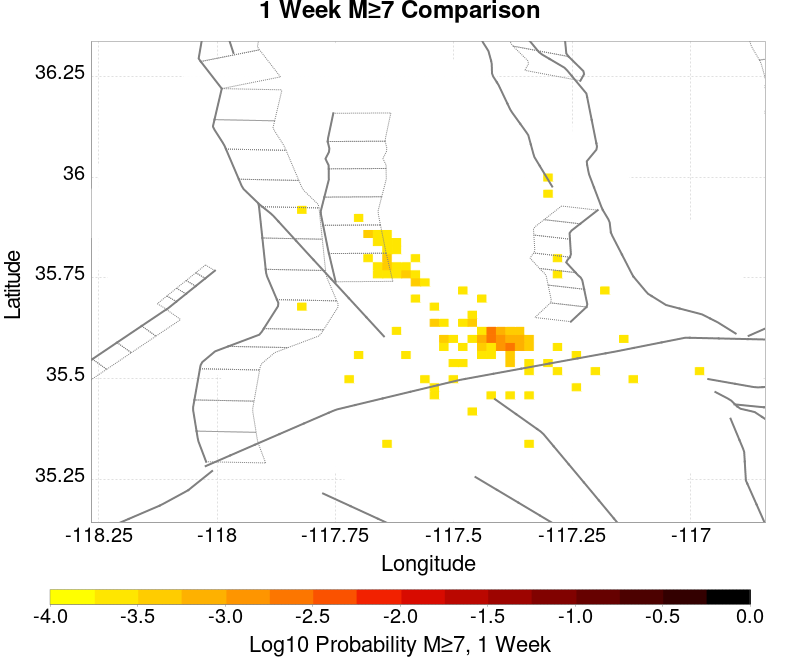 1 Week M≥7 Comparison
36.25
36
35.75
35.5
35.25
Latitude
-118.25 -118 -117.75 -117.5 -117.25 -117
Longitude
-4.0 -3.5 -3.0 -2.5 -2.0 -1.5 -1.0 -0.5 0.0
Log10 Probability M≥7, 1 Week